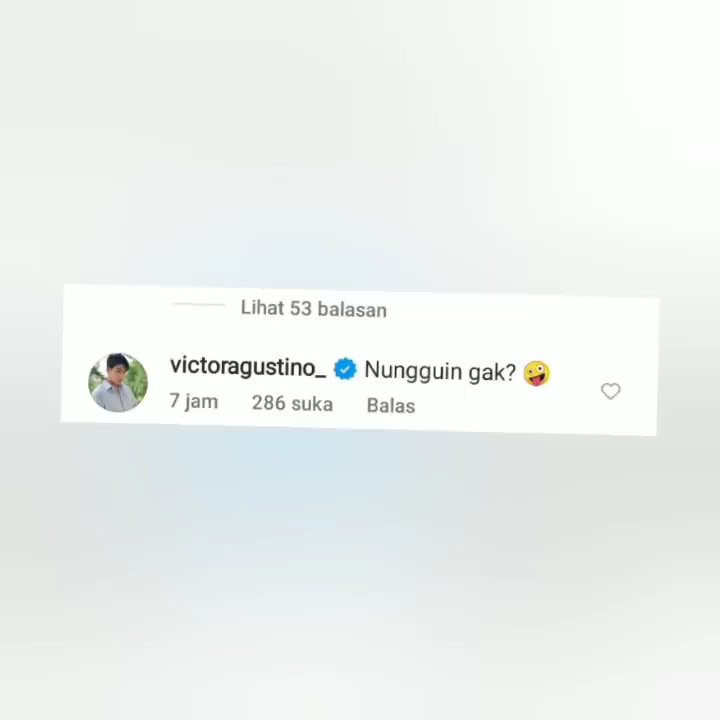 Lihat 53 balasan
victoragustino_ Nungguin gak? 🤪
7 jam 286 suka Balas